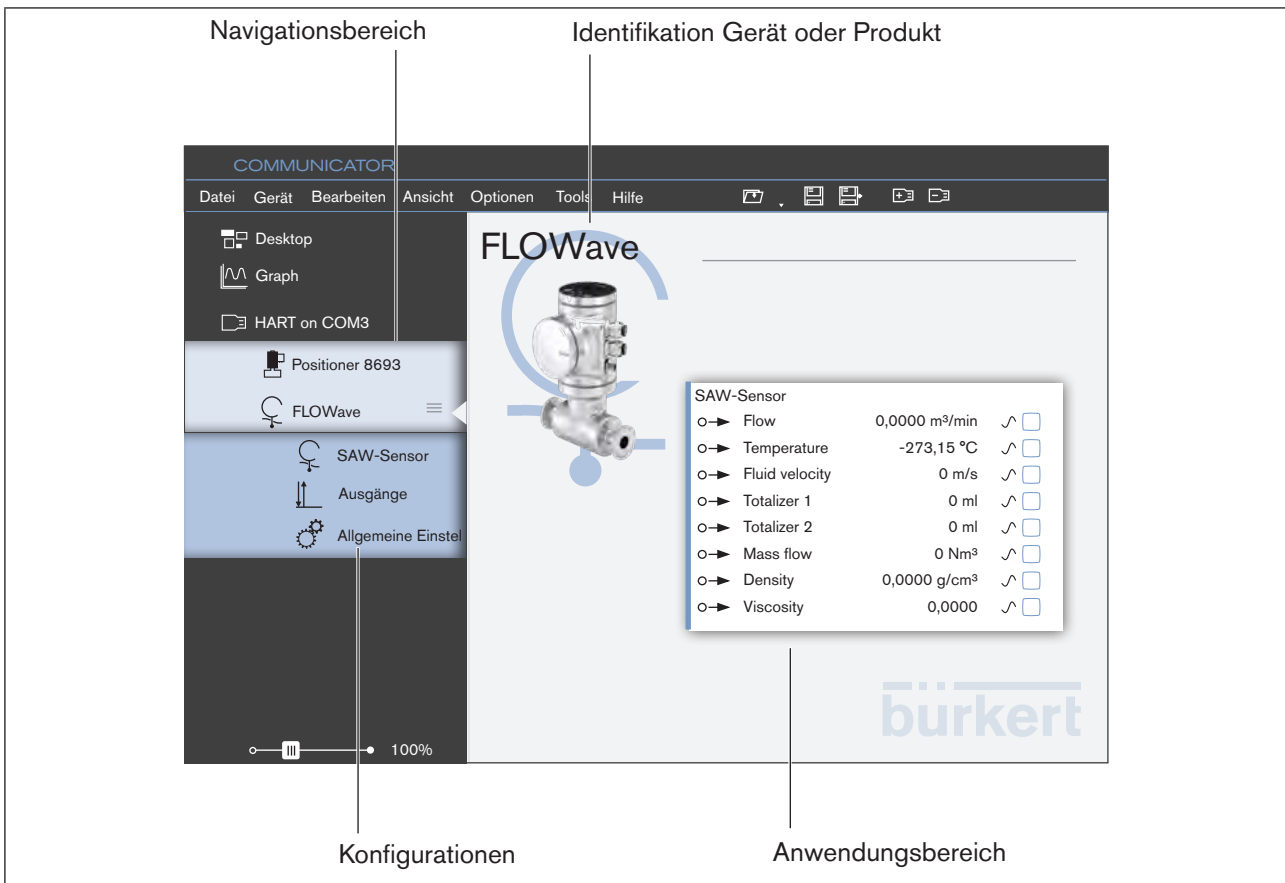 Navigationsbereich
Identifikation Gerät oder Produkt
COMMUNICATOR
Datei Gerät Bearbeiten Ansicht Optionen Tools Hilfe
Desktop
Graph
HART on COM3
Positioner 8693
FLOWave
SAW-Sensor
Ausgänge
Allgemeine Einstel
100%
FLOWave
SAW-Sensor
Flow 0,0000 m³/min
Temperature -273,15 °C
Fluid velocity 0 m/s
Totalizer 1 0 ml
Totalizer 2 0 ml
Mass flow 0 Nm³
Density 0,0000 g/cm³
Viscosity 0,0000
burkert
Konfigurationen
Anwendungsbereich